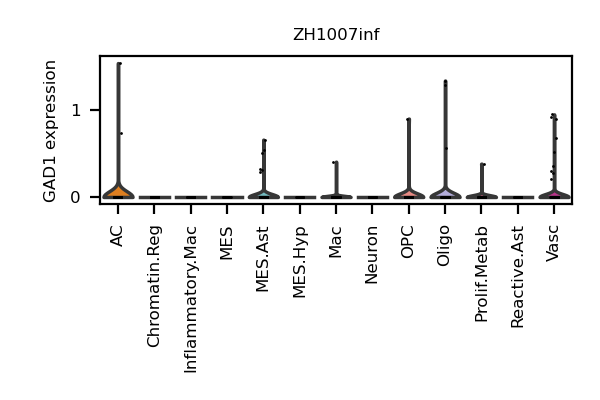 ZH1007inf
GAD1 expression
1
0
AC
Chromatin.Reg
Inflammatory.Mac
MES
MES.Ast
MES.Hyp
Mac
Neuron
OPC
Oligo
Prolif.Metab
Reactive.Ast
Vasc